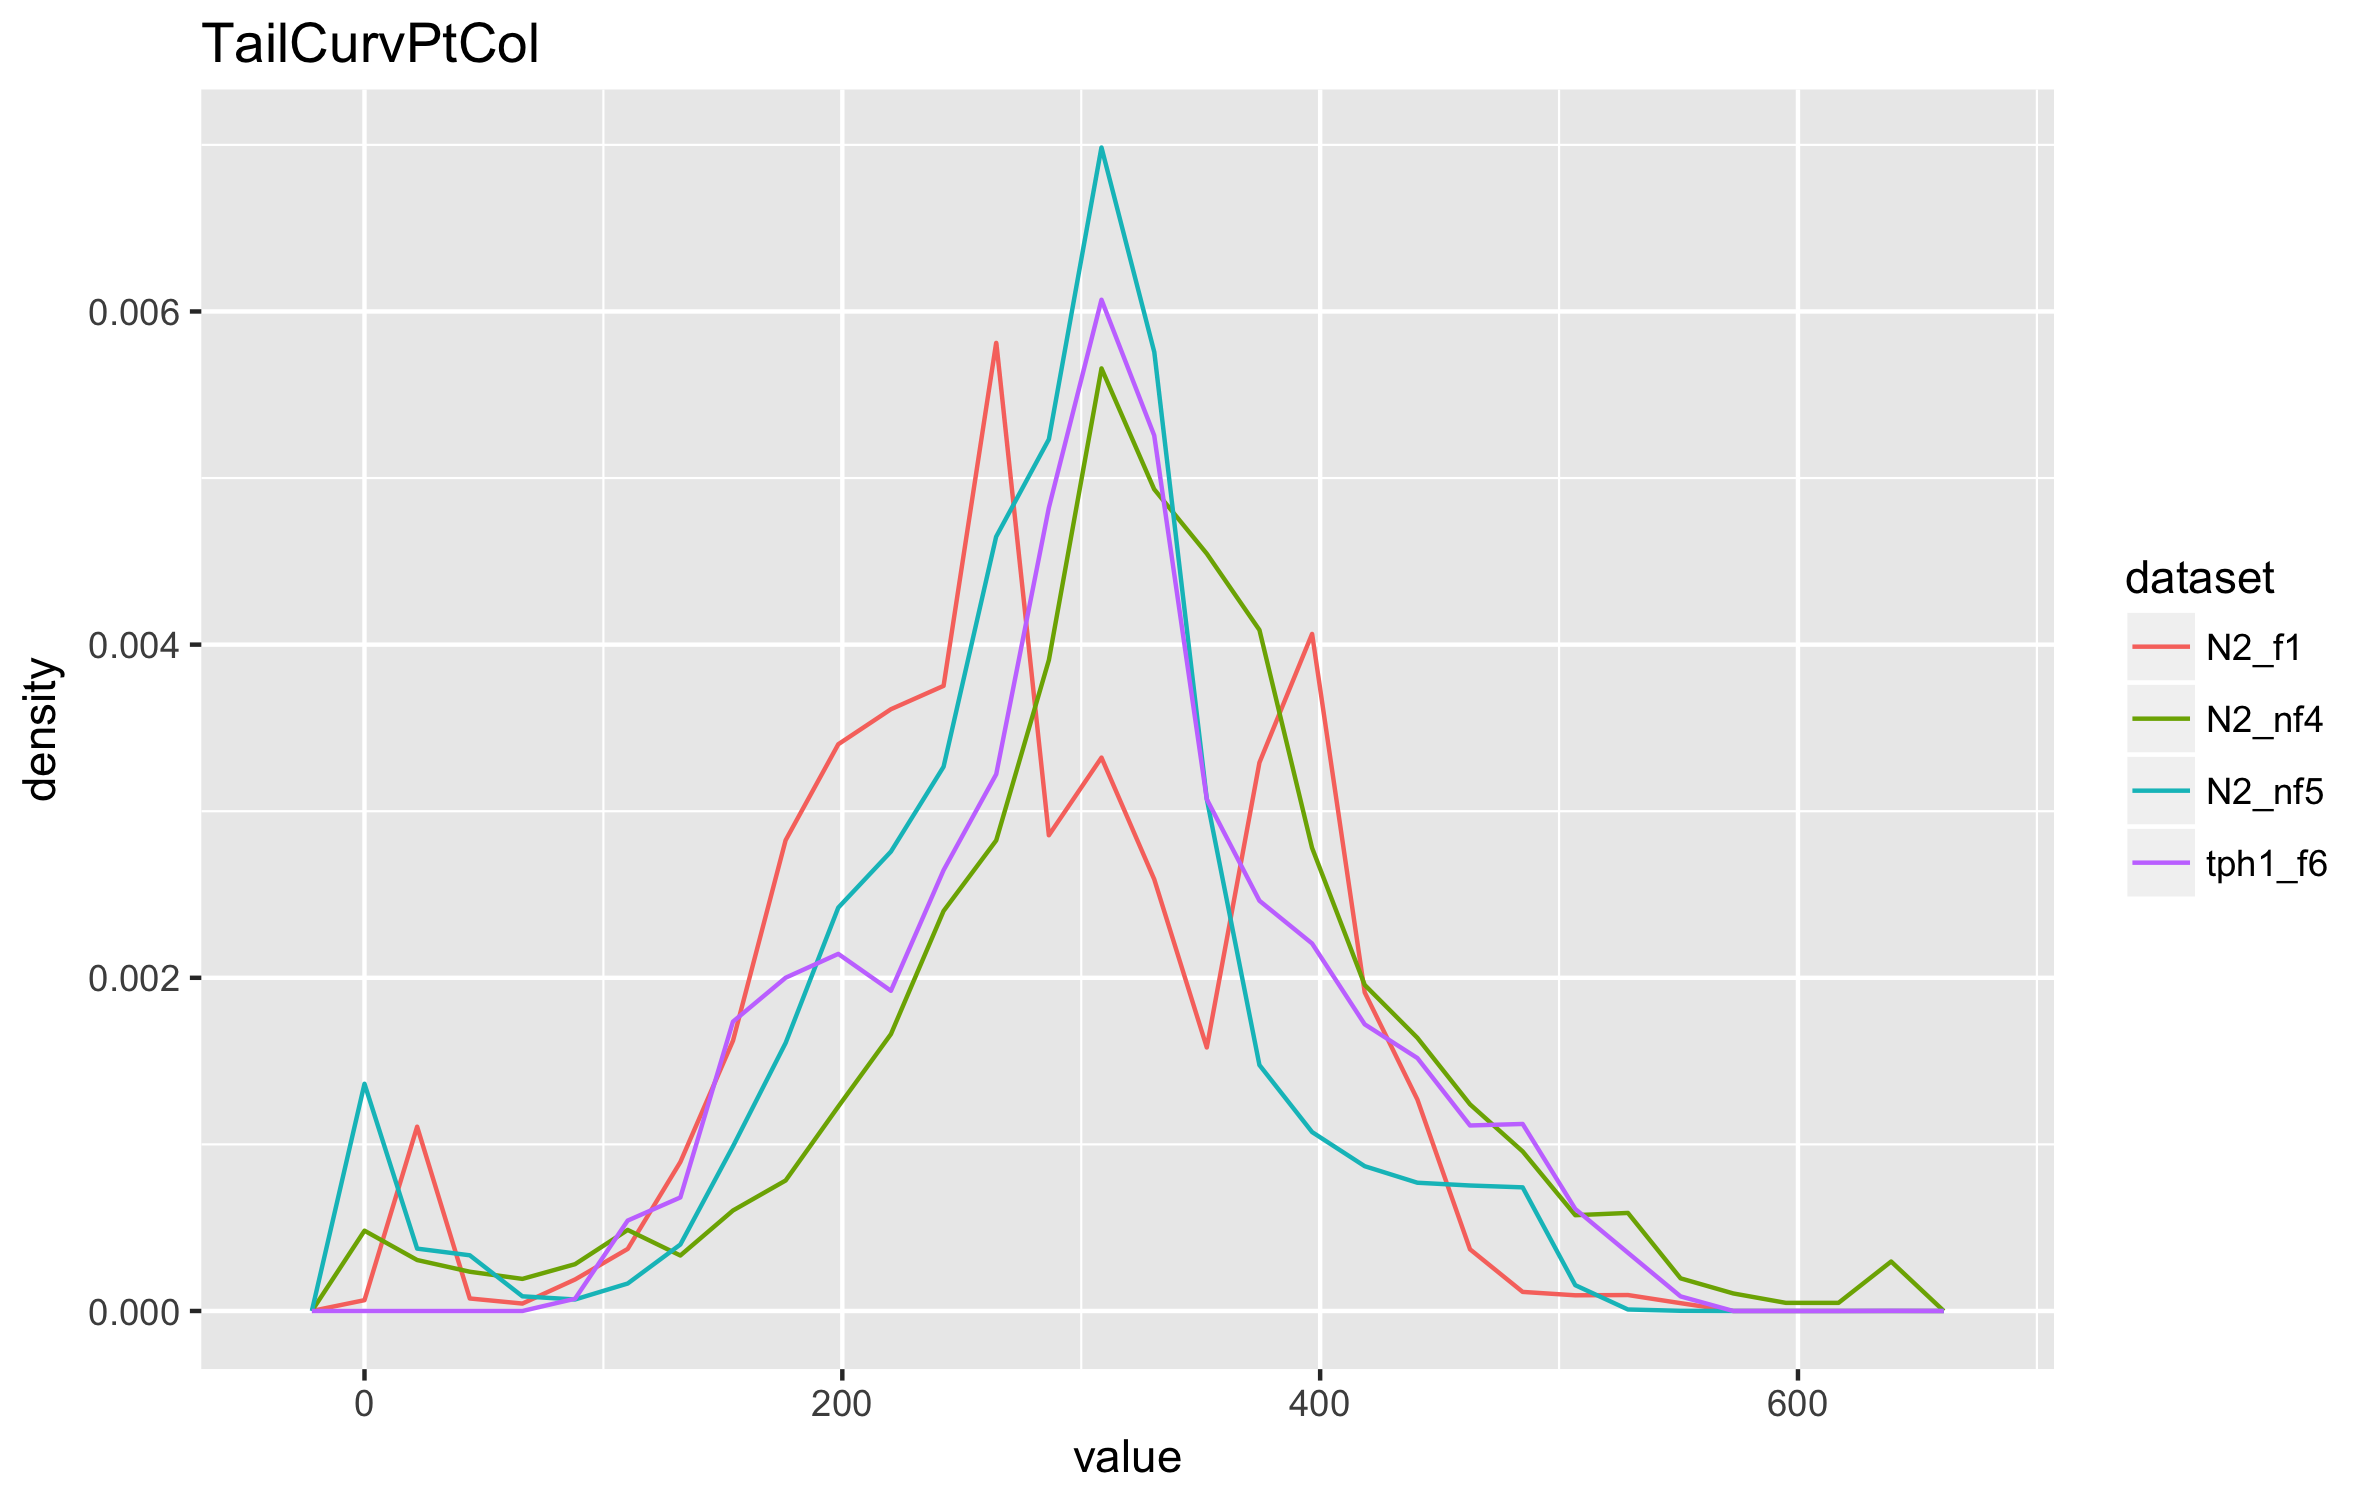 TailCurvPtCol
density
0.006
0.004
0.002
0.000
0
200
400
600
value
dataset
N2_f1
N2_nf4
N2_nf5
tph1_f6